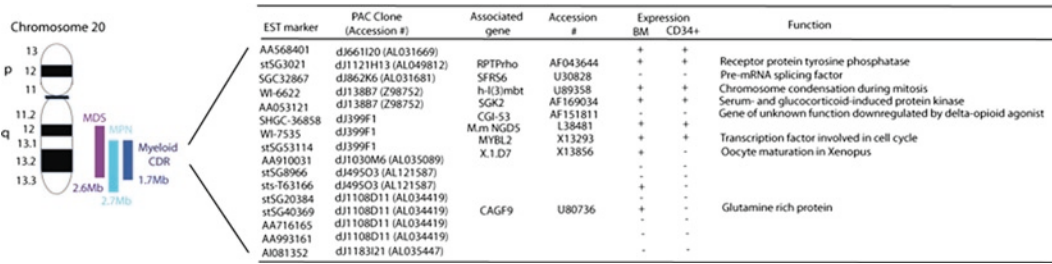 Chromosome 20
p
q
13
12
11
11.2
12
13.1
13.2
13.3
MDS
MPN
Myeloid
CDR
2.6Mb
2.7Mb
1.7Mb
EST marker PAC Clone (Accession #) Associated gene Accession # Expression BM CD34+ Function
AA568401 dJ661I20 (AL031669) + +
stSG3021 dJ1121H13 (AL049812) RPTPrho AF043644 + + Receptor protein tyrosine phosphatase
SGC32867 dJ862K6 (AL031681) SFRS6 U30828 - - Pre-mRNA splicing factor
WI-6622 dJ138B7 (Z98752) h-l(3)mbt U89358 + + Chromosome condensation during mitosis
AA053121 dJ138B7 (Z98752) SGK2 AF169034 + + Serum- and glucocorticoid-induced protein kinase
SHGC-36858 dJ399F1 CGI-53 AF151811 - - Gene of unknown function downregulated by delta-opioid agonist
WI-7535 dJ399F1 M.m NGD5 L38481 + +
stSG53114 dJ399F1 MYBL2 X13293 + + Transcription factor involved in cell cycle
AA910031 dJ1030M6 (AL035089) X.1.D7 X13856 + - Oocyte maturation in Xenopus
stSG8966 dJ495O3 (AL121587) - -
sts-T63166 dJ495O3 (AL121587) + -
stSG20384 dJ1108D11 (AL034419) - -
stSG40369 dJ1108D11 (AL034419) CAGF9 U80736 + - Glutamine rich protein
AA716165 dJ1108D11 (AL034419) - -
AA993161 dJ1108D11 (AL034419) - -
AI081352 dJ1183I21 (AL035447) - -